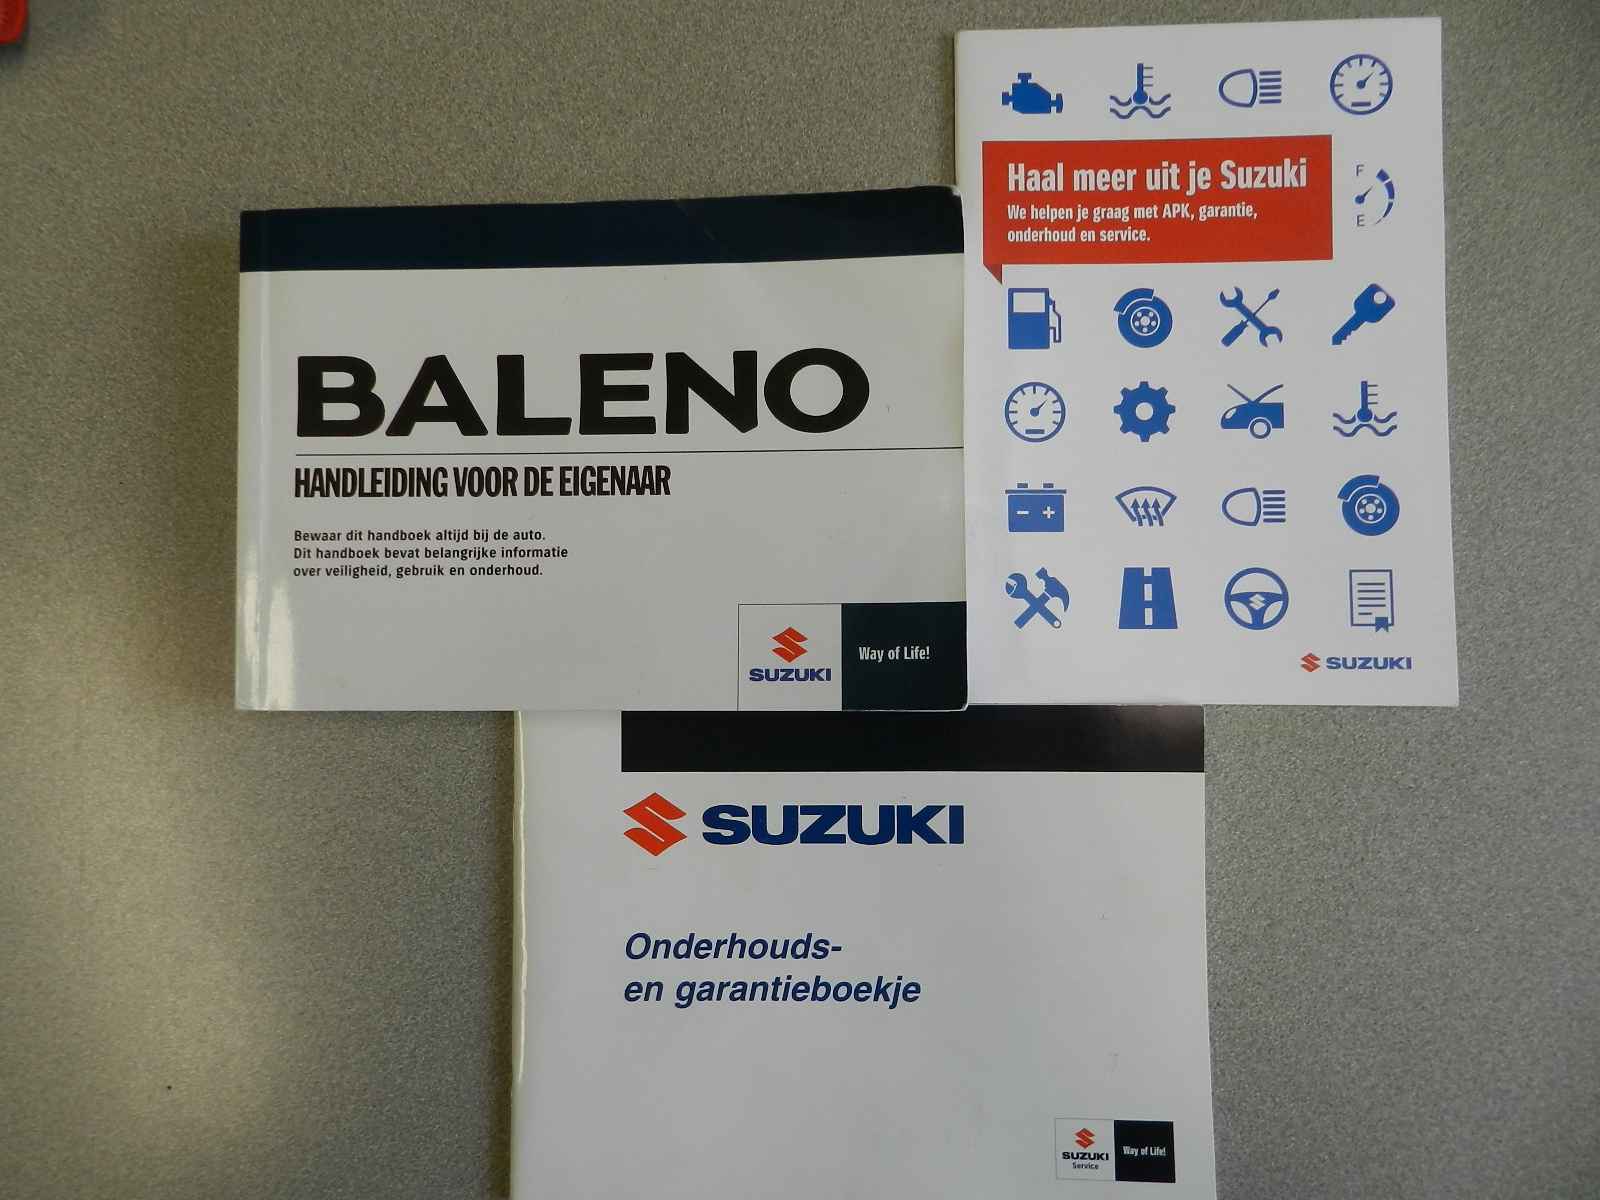 BALENO
HANDLEIDING VOOR DE EIGENAAR
Bewaar dit handboek altijd bij de auto.
Dit handboek bevat belangrijke informatie
over veiligheid, gebruik en onderhoud.
SUZUKI
Way of Life!
Haal meer uit je Suzuki
We helpen je graag met APK, garantie,
onderhoud en service.
F
E
SUZUKI
SUZUKI
Onderhouds-
en garantieboekje
SUZUKI
Service
Way of Life!